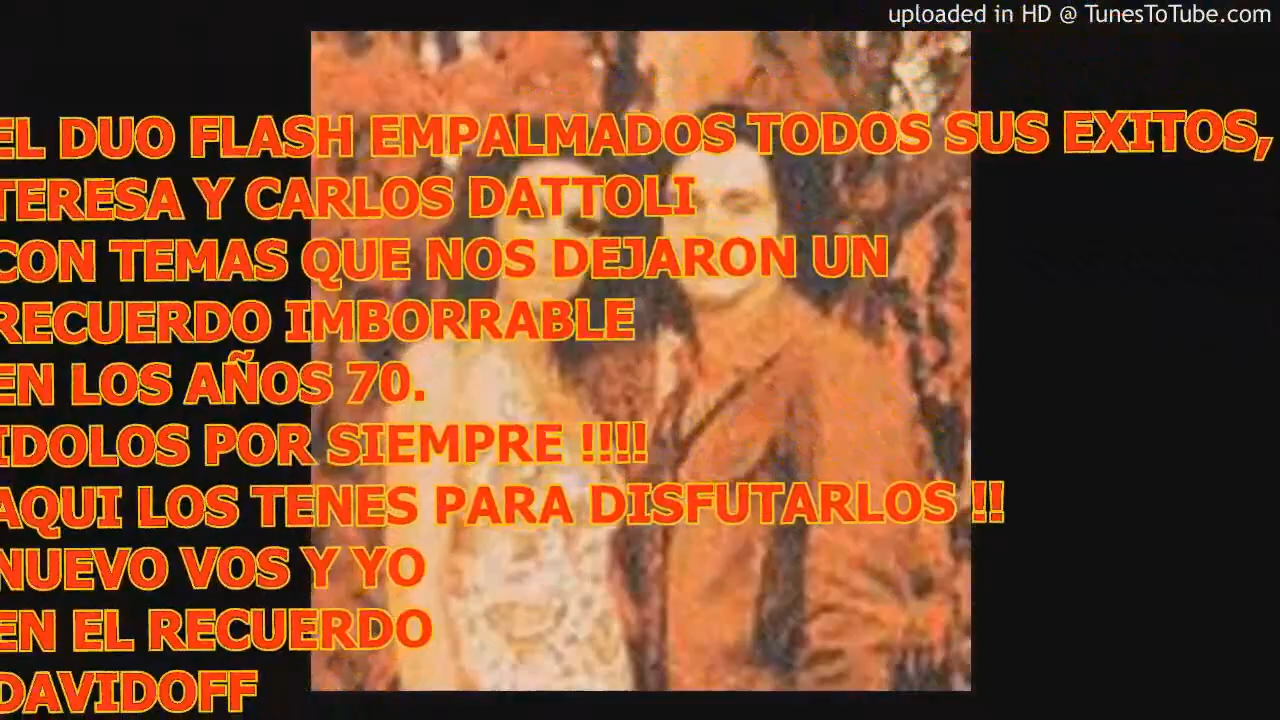 uploaded in HD @ TunesToTube.com
EL DUO FLASH EMPALMADOS TODOS SUS EXITOS,
TERESA Y CARLOS DATTOLI
CON TEMAS QUE NOS DEJARON UN
RECUERDO IMBORRABLE
EN LOS AÑOS 70.
IDOLOS POR SIEMPRE !!!!
AQUI LOS TENES PARA DISFUTARLOS !!
NUEVO VOS Y YO
EN EL RECUERDO
DAVIDOFF